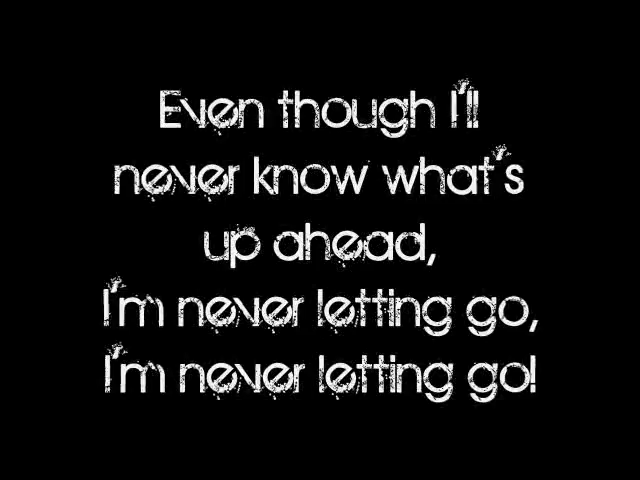 Even though I'll
never know what's
up ahead,
I'm never letting go,
I'm never letting go!